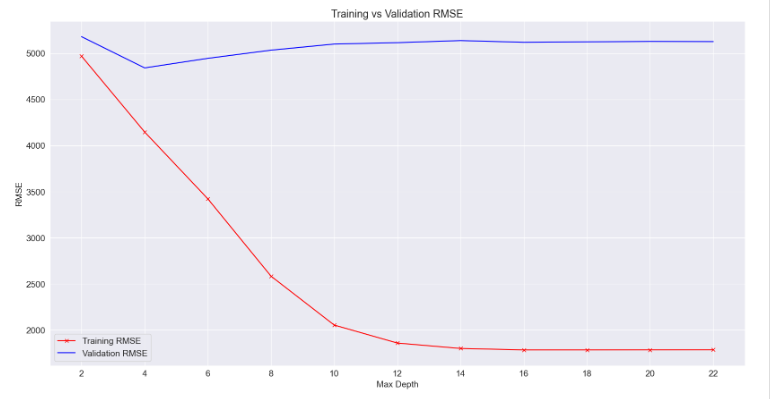 Training vs Validation RMSE
5000
4500
4000
3500
3000
2500
2000
RMSE
Training RMSE
Validation RMSE
2 4 6 8 10 12 14 16 18 20 22
Max Depth